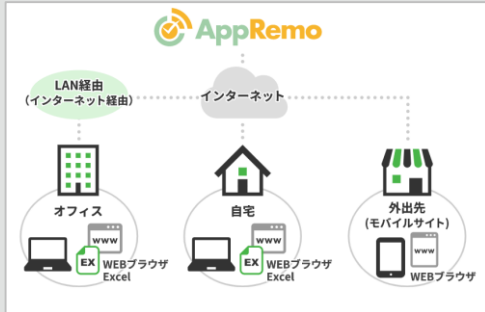 AppRemo
LAN経由
（インターネット経由）
インターネット
オフィス
自宅
外出先
(モバイルサイト)
www
EX
WEBブラウザ
Excel
www
EX
WEBブラウザ
Excel
www
WEBブラウザ